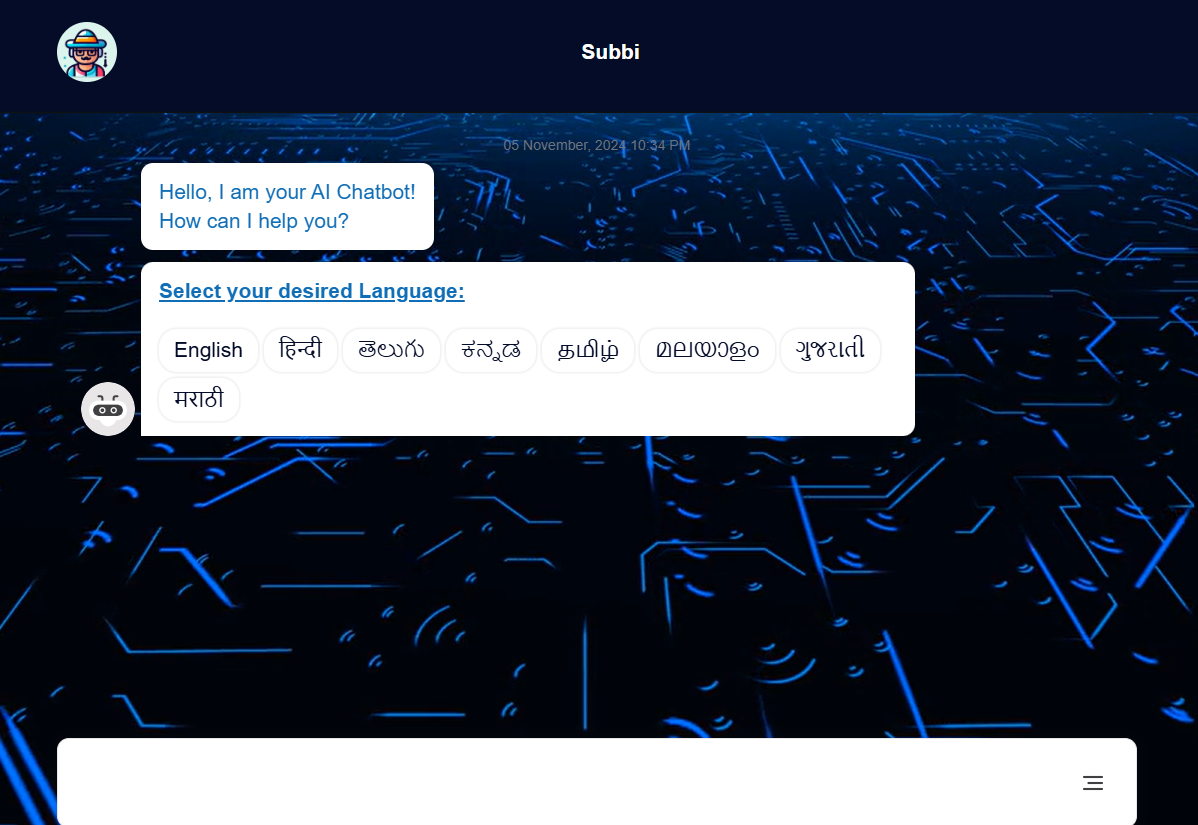 Subbi
05 November, 2024 10:34 PM
Hello, I am your AI Chatbot!
How can I help you?
Select your desired Language:
English हिन्दी తెలుగు ಕನ್ನಡ தமிழ் മലയാളം ગુજરાતી
मराठी